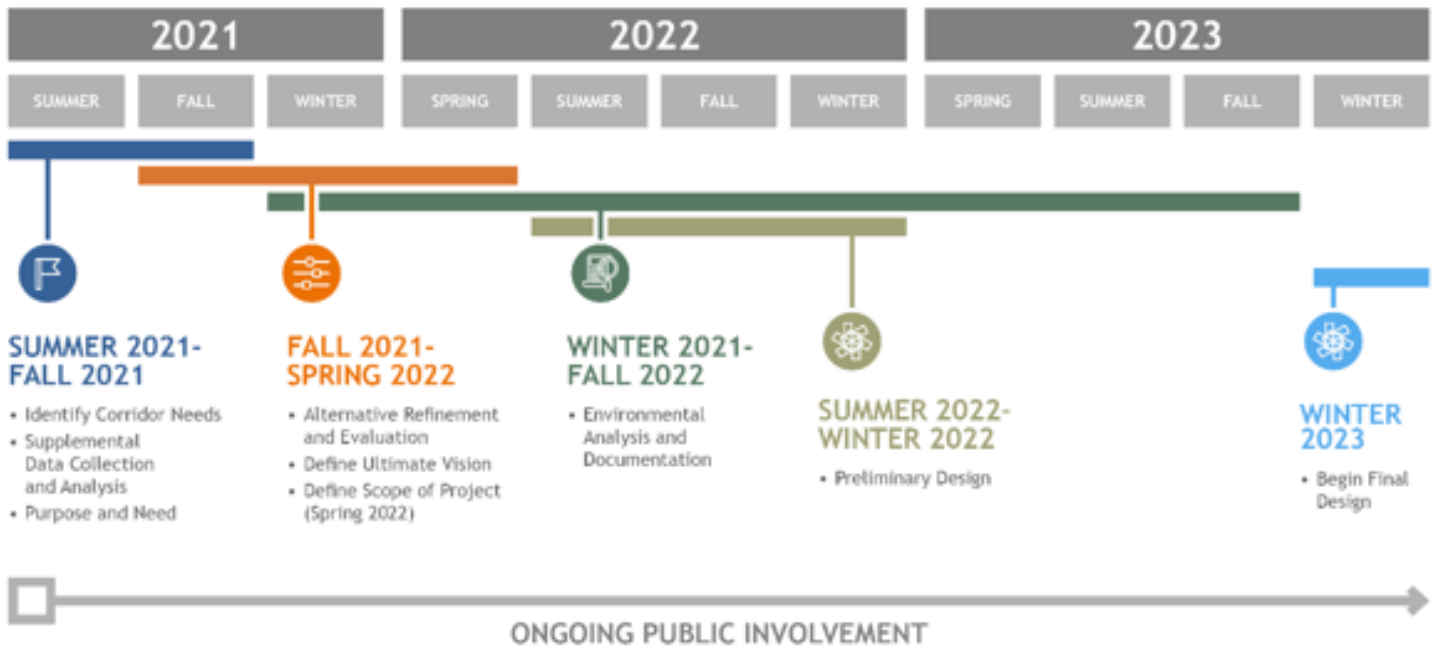 2021
2022
2023
SUMMER
FALL
WINTER
SPRING
SUMMER
FALL
WINTER
SPRING
SUMMER
FALL
WINTER
SUMMER 2021-
FALL 2021
• Identify Corridor Needs
• Supplemental
Data Collection
and Analysis
• Purpose and Need
FALL 2021-
SPRING 2022
• Alternative Refinement
and Evaluation
• Define Ultimate Vision
• Define Scope of Project
(Spring 2022)
WINTER 2021-
FALL 2022
• Environmental
Analysis and
Documentation
SUMMER 2022-
WINTER 2022
• Preliminary Design
WINTER
2023
• Begin Final
Design
ONGOING PUBLIC INVOLVEMENT